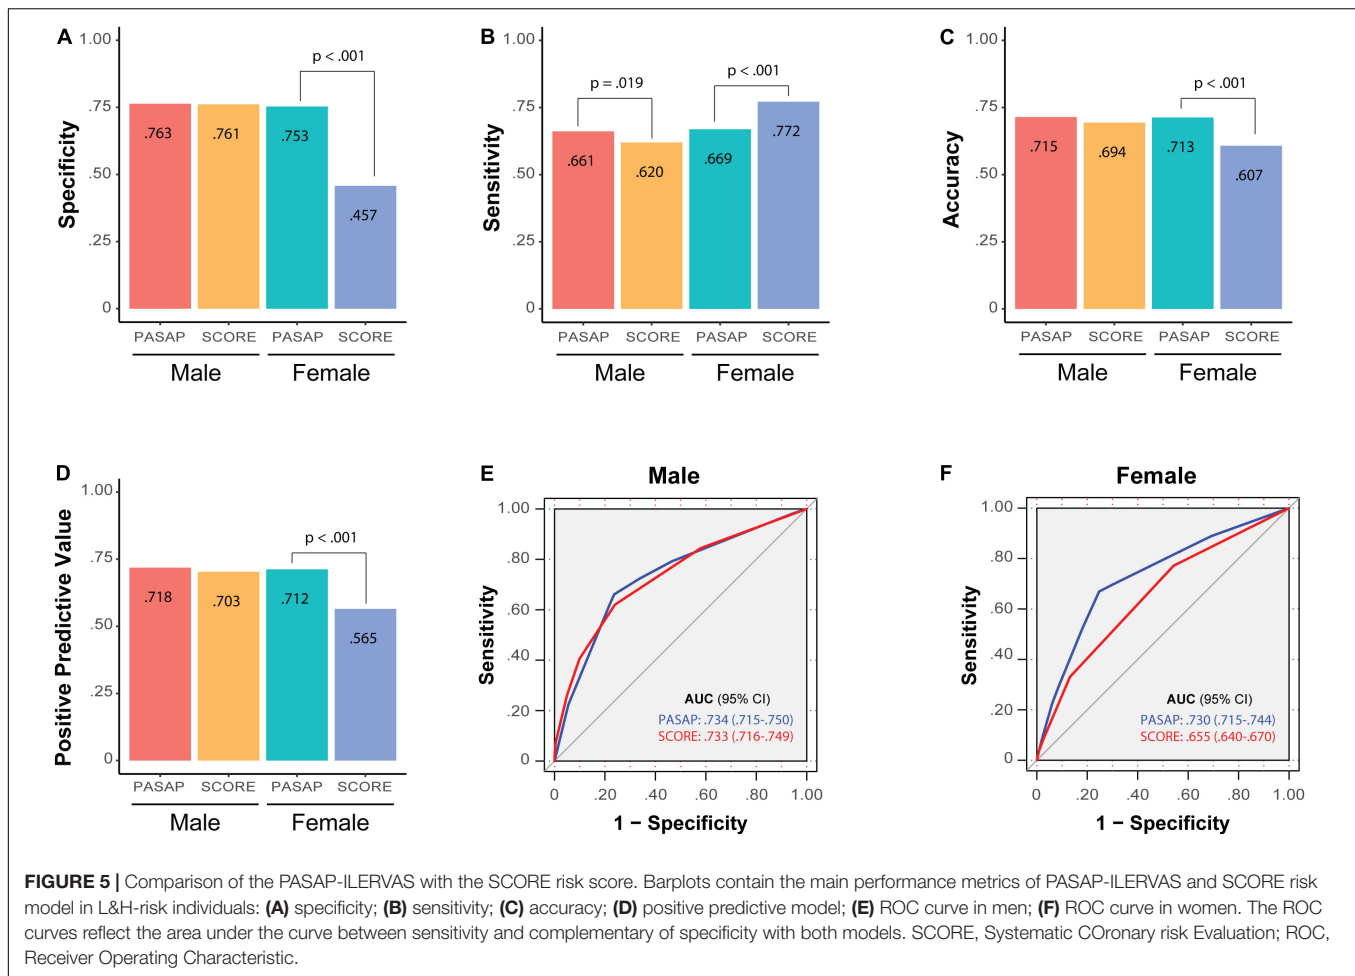 A
1.00
.75
.50
.25
0
Specificity
p < .001
.763
.761
.753
.457
PASAP SCORE PASAP SCORE
Male Female
B
1.00
.75
.50
.25
0
Sensitivity
p = .019
p < .001
.661
.620
.669
.772
PASAP SCORE PASAP SCORE
Male Female
C
1.00
.75
.50
.25
0
Accuracy
p < .001
.715
.694
.713
.607
PASAP SCORE PASAP SCORE
Male Female
D
1.00
.75
.50
.25
0
Positive Predictive Value
p < .001
.718
.703
.712
.565
PASAP SCORE PASAP SCORE
Male Female
E
Male
1.00
.80
.60
.40
.20
0
Sensitivity
AUC (95% CI)
PASAP: .734 (.715-.750)
SCORE: .733 (.716-.749)
0 .20 .40 .60 .80 1.00
1 − Specificity
F
Female
1.00
.80
.60
.40
.20
0
Sensitivity
AUC (95% CI)
PASAP: .730 (.715-.744)
SCORE: .655 (.640-.670)
0 .20 .40 .60 .80 1.00
1 − Specificity
FIGURE 5 | Comparison of the PASAP-ILERVAS with the SCORE risk score. Barplots contain the main performance metrics of PASAP-ILERVAS and SCORE risk
model in L&H-risk individuals: (A) specificity; (B) sensitivity; (C) accuracy; (D) positive predictive model; (E) ROC curve in men; (F) ROC curve in women. The ROC
curves reflect the area under the curve between sensitivity and complementary of specificity with both models. SCORE, Systematic COronary risk Evaluation; ROC,
Receiver Operating Characteristic.